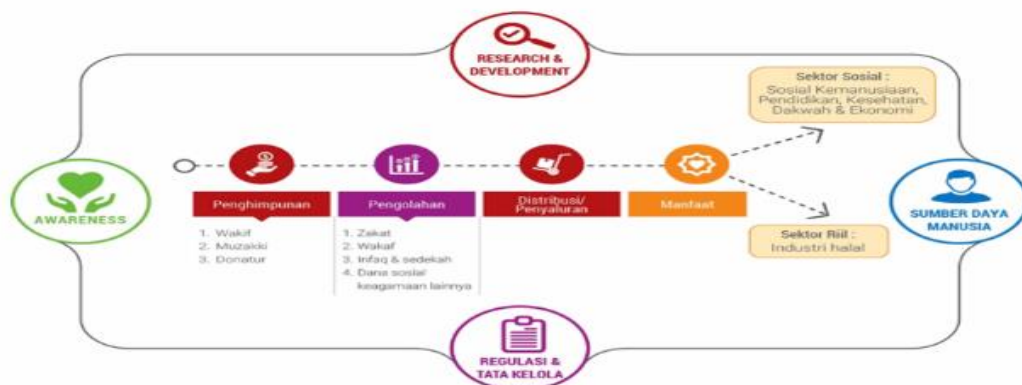 RESEARCH &
DEVELOPMENT
Sektor Sosial :
Sosial Kemanusiaan,
Pendidikan, Kesehatan,
Dakwah & Ekonomi
AWARENESS
Penghimpunan
1. Wakif
2. Muzakki
3. Donatur
Pengolahan
1. Zakat
2. Wakaf
3. Infaq & sedekah
4. Dana sosial
keagamaan lainnya
Distribusi/
Penyaluran
Manfaat
Sektor Riil :
Industri halal
SUMBER DAYA
MANUSIA
REGULASI &
TATA KELOLA